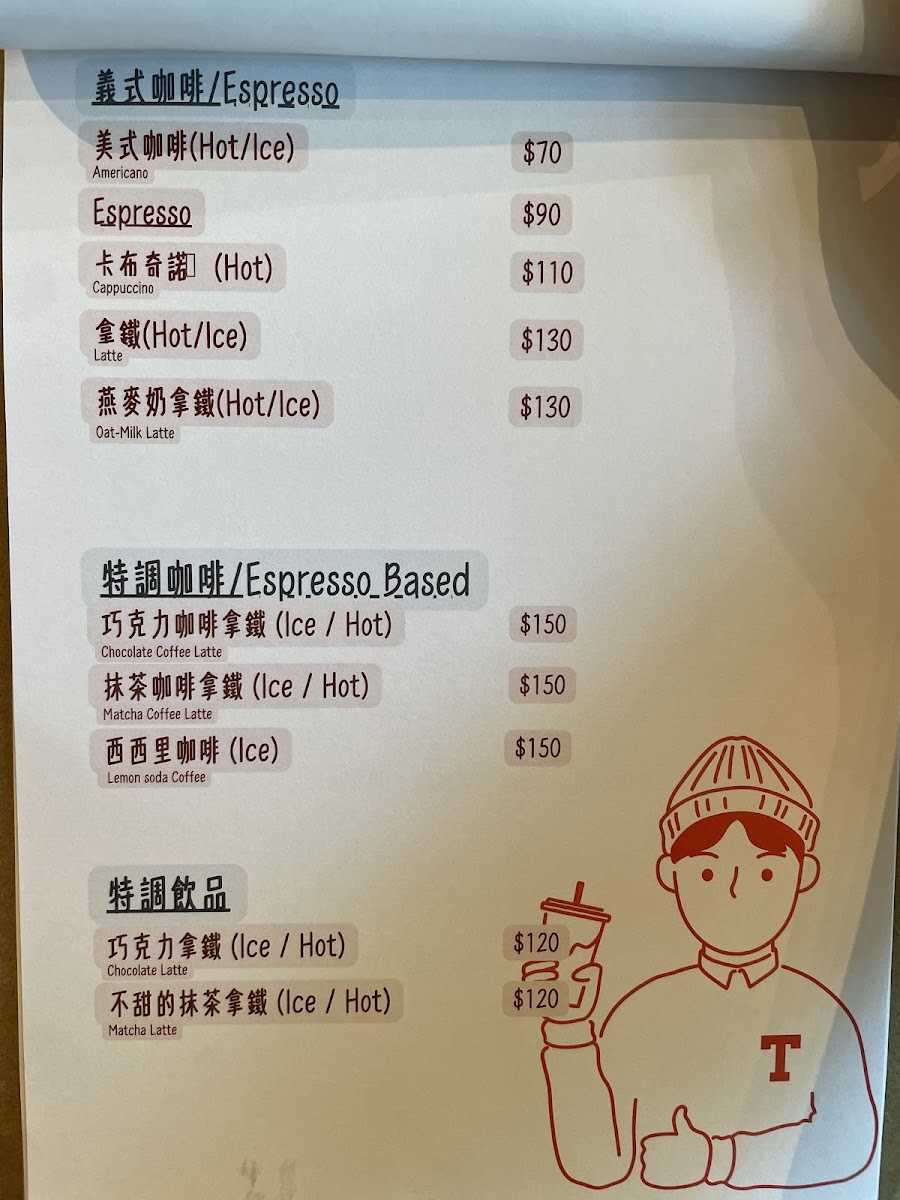 義式咖啡/Espresso
美式咖啡(Hot/Ice) $70
Americano
Espresso $90
卡布奇諾 (Hot) $110
Cappuccino
拿鐵(Hot/Ice) $130
Latte
燕麥奶拿鐵(Hot/Ice) $130
Oat-Milk Latte
特調咖啡/Espresso Based
巧克力咖啡拿鐵 (Ice / Hot) $150
Chocolate Coffee Latte
抹茶咖啡拿鐵 (Ice / Hot) $150
Matcha Coffee Latte
西西里咖啡 (Ice) $150
Lemon soda Coffee
特調飲品
巧克力拿鐵 (Ice / Hot) $120
Chocolate Latte
不甜的抹茶拿鐵 (Ice / Hot) $120
Matcha Latte
T